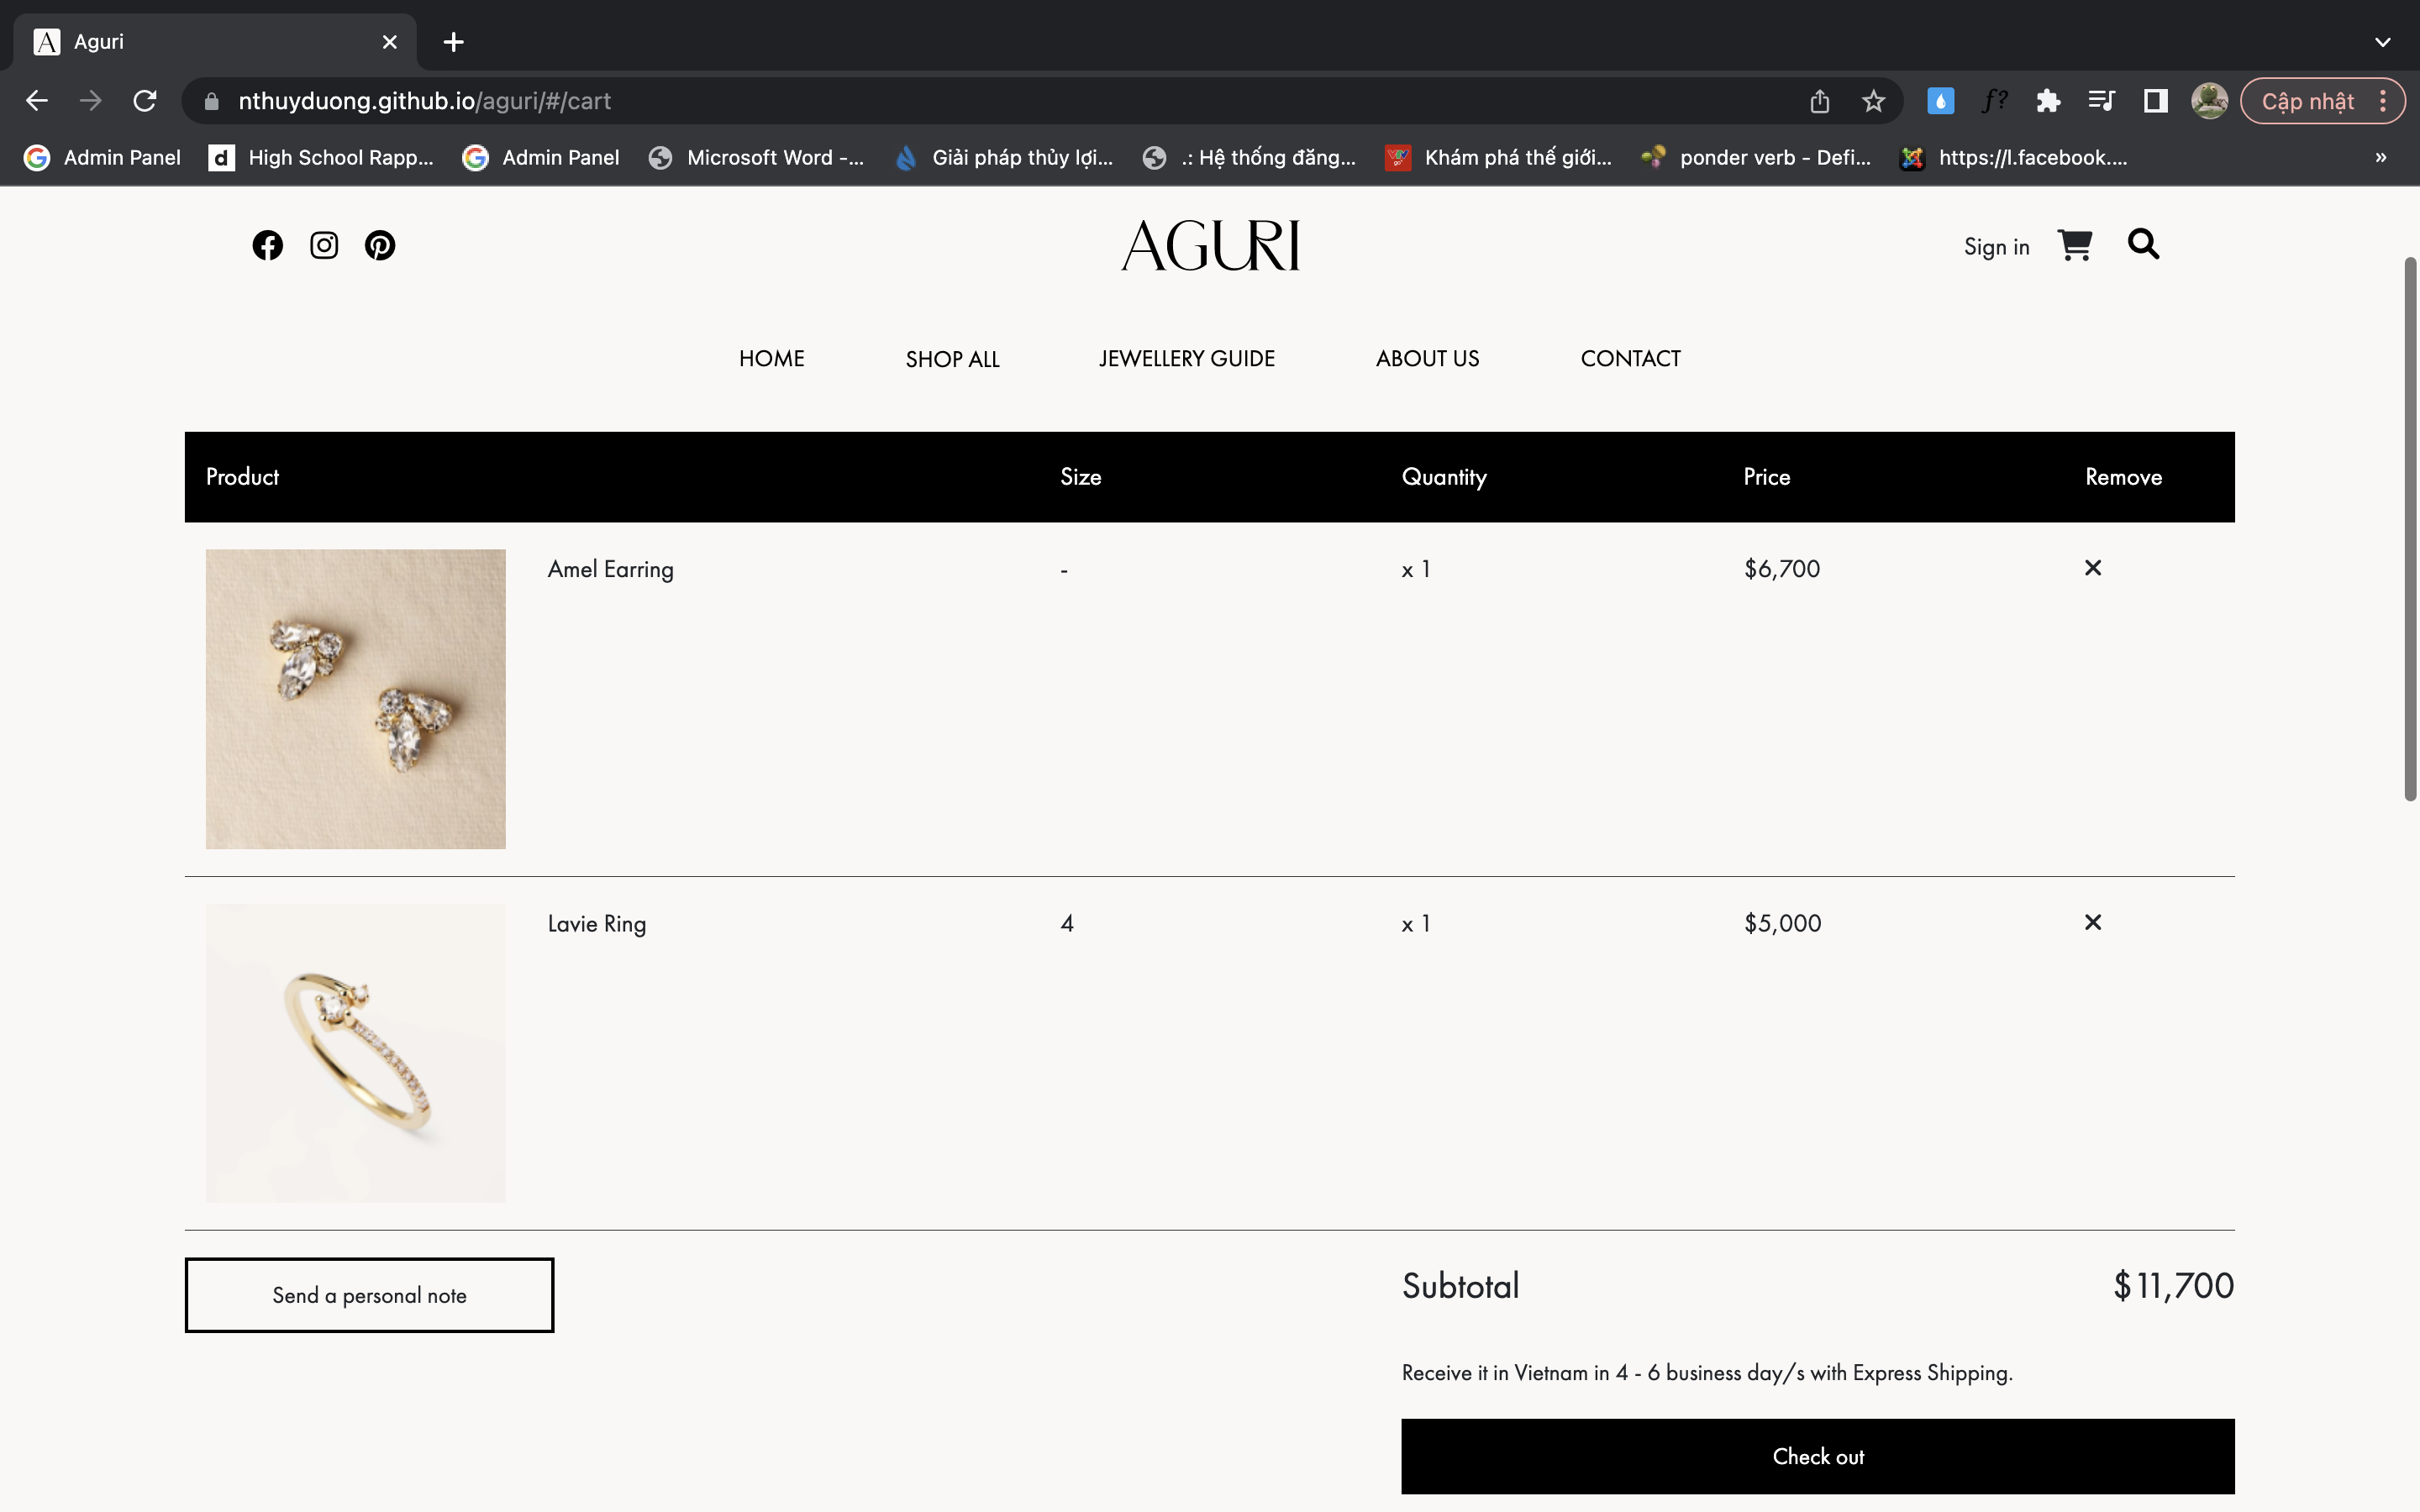 Aguri
nthuyduong.github.io/aguri/#/cart
Cập nhật
Admin Panel
High School Rapp...
Admin Panel
Microsoft Word -...
Giải pháp thủy lợi...
.: Hệ thống đăng...
Khám phá thế giới...
ponder verb - Defi...
https://l.facebook....
»
AGURI
Sign in
HOME SHOP ALL JEWELLERY GUIDE ABOUT US CONTACT
Product Size Quantity Price Remove
Amel Earring - x 1 $6,700
Lavie Ring 4 x 1 $5,000
Send a personal note
Subtotal $11,700
Receive it in Vietnam in 4 - 6 business day/s with Express Shipping.
Check out